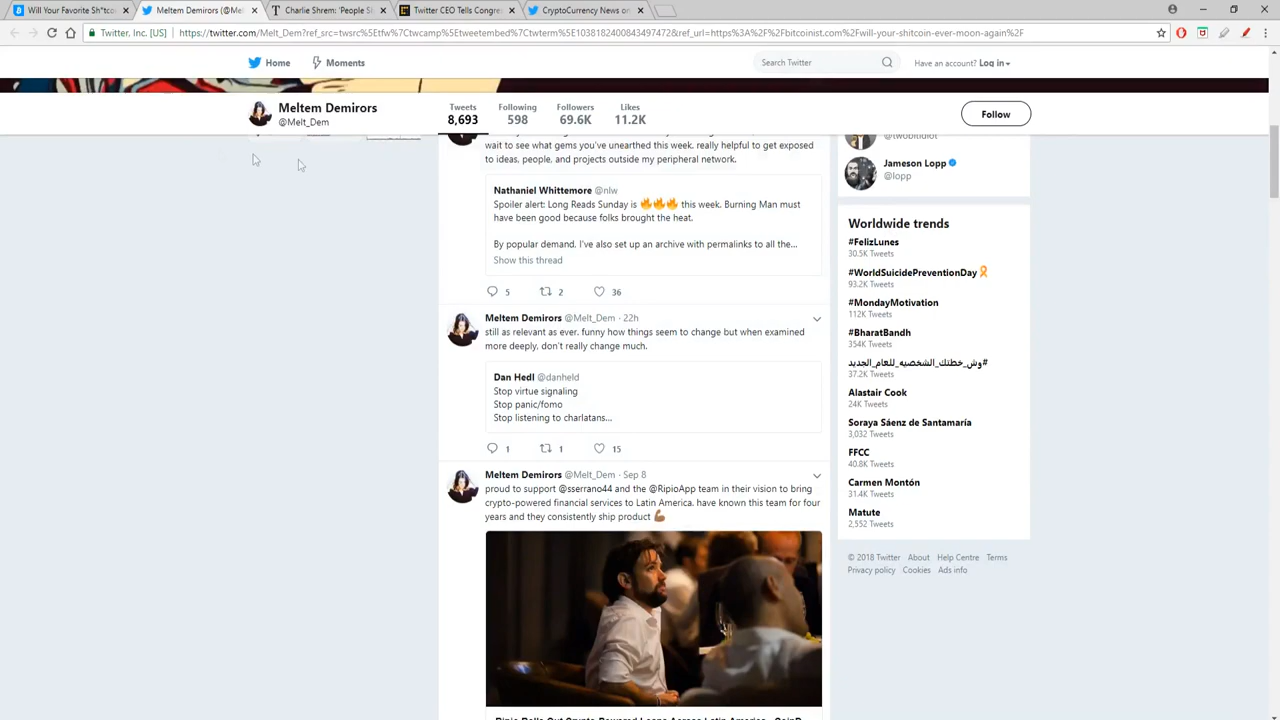 Will Your Favorite Sh*tco
Meltem Demirors (@Mel
Charlie Shrem: 'People Si
Twitter CEO Tells Congre
CryptoCurrency News on
Twitter, Inc. [US]
https://twitter.com/Melt_Dem?ref_src=twsrc%5Etfw%7Ctwcamp%5Etweetembed%7Ctwterm%5E1038182400843497472&ref_url=https%3A%2F%2Fbitcoinist.com%2Fwill-your-shitcoin-ever-moon-again%2F
Home
Moments
Search Twitter
Have an account? Log in
Meltem Demirors
@Melt_Dem
Tweets
8,693
Following
598
Followers
69.6K
Likes
11.2K
Follow
wait to see what gems you've unearthed this week. really helpful to get exposed
to ideas, people, and projects outside my peripheral network.
Nathaniel Whittemore @nlw
Spoiler alert: Long Reads Sunday is 🔥🔥🔥 this week. Burning Man must
have been good because folks brought the heat.
By popular demand, I've also set up an archive with permalinks to all the...
Show this thread
5
2
36
Meltem Demirors @Melt_Dem · 22h
still as relevant as ever. funny how things seem to change but when examined
more deeply, don't really change much.
Dan Hedl @danheld
Stop virtue signaling
Stop panic/fomo
Stop listening to charlatans...
1
1
15
Meltem Demirors @Melt_Dem · Sep 8
proud to support @sserrano44 and the @RipioApp team in their vision to bring
crypto-powered financial services to Latin America. have known this team for four
years and they consistently ship product 💪🏾
Ripio Rolls Out Crypto-Powered Loans Across Latin America - CoinD
@twobitidiot
Jameson Lopp
@lopp
Worldwide trends
#FelizLunes
30.5K Tweets
#WorldSuicidePreventionDay
93.2K Tweets
#MondayMotivation
112K Tweets
#BharatBandh
354K Tweets
#وش_خطتك_الشخصيه_للعام_الجديد
37.2K Tweets
Alastair Cook
24K Tweets
Soraya Sáenz de Santamaría
3,032 Tweets
FFCC
40.8K Tweets
Carmen Montón
31.4K Tweets
Matute
2,552 Tweets
© 2018 Twitter About Help Centre Terms
Privacy policy Cookies Ads info